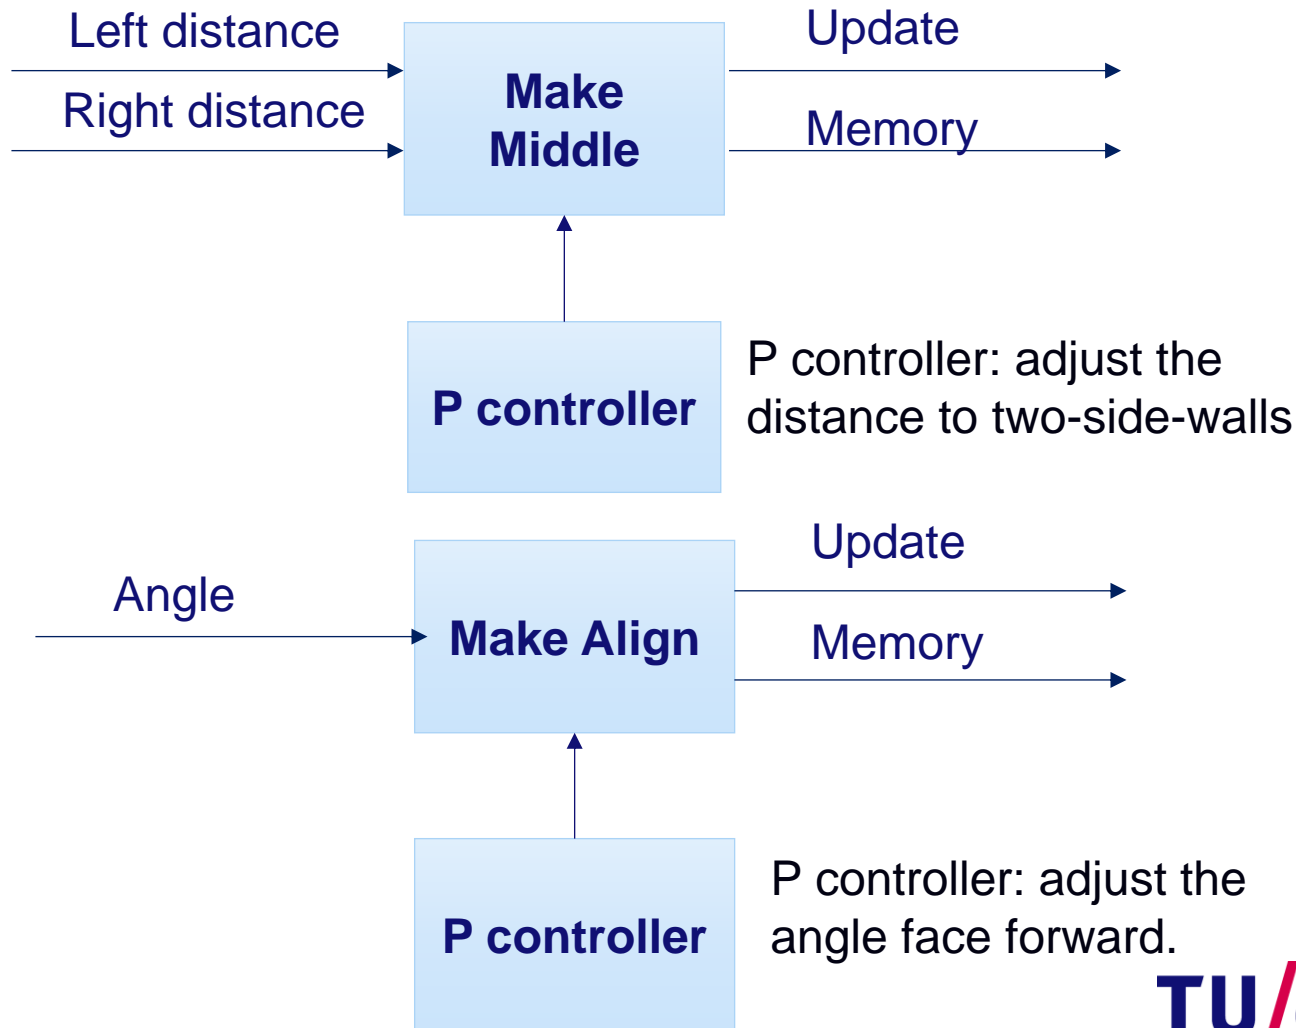 Left distance
Right distance
Make
Middle
Update
Memory
P controller
P controller: adjust the
distance to two-side-walls
Angle
Make Align
Update
Memory
P controller
P controller: adjust the
angle face forward.
TU/